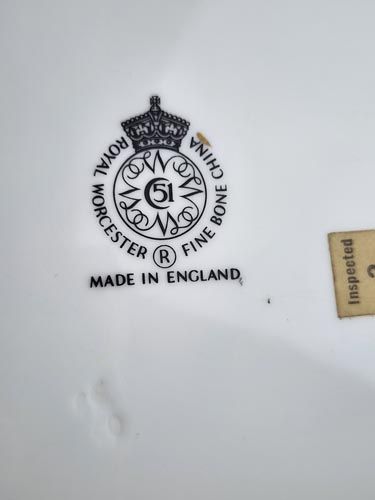 ROYAL WORCESTER FINE BONE CHINA
51
R
MADE IN ENGLAND
Inspected